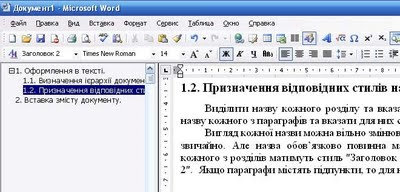 Документ1 - Microsoft Word
Файл Правка Вид Вставка Формат Сервис Таблица Окно Справка
Заголовок 2 Times New Roman 14 Ж К Ч
1. Оформлення в тексті.
1.1. Визначення ієрархії докумен
1.2. Призначення відповідних сти
2. Вставка змісту документу.
1.2. Призначення відповідних стилів на
Виділити назву кожного розділу та вказа
назву кожного з параграфів та вказати для них с
Вигляд кожної назви можна вільно змінюв
звичайно. Але назва обов`язково повинна ма
кожного з розділів матимуть стиль "Заголовок
2". Якщо параграфи містять підпункти, то для н